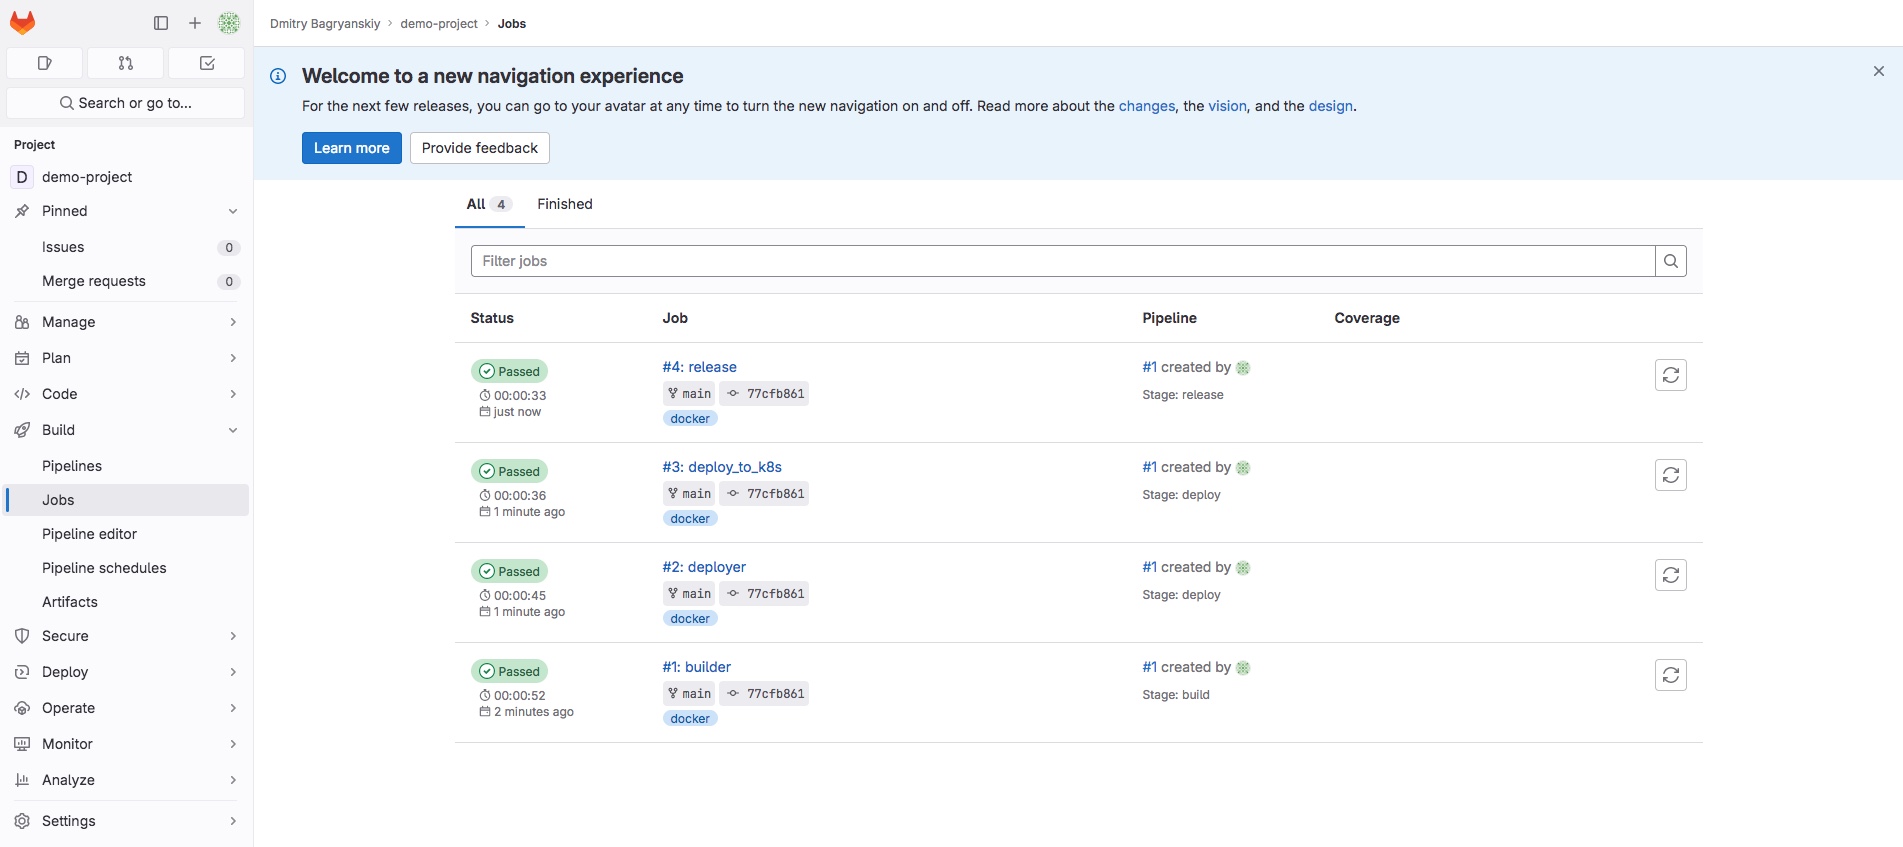 Dmitry Bagryanskiy › demo-project › Jobs
Search or go to...
Project
D demo-project
Pinned
Issues 0
Merge requests 0
Manage
Plan
Code
Build
Pipelines
Jobs
Pipeline editor
Pipeline schedules
Artifacts
Secure
Deploy
Operate
Monitor
Analyze
Settings
Welcome to a new navigation experience
For the next few releases, you can go to your avatar at any time to turn the new navigation on and off. Read more about the changes, the vision, and the design.
Learn more Provide feedback
All 4 Finished
Filter jobs
Status Job Pipeline Coverage
Passed #4: release #1 created by
00:00:33 main 77cfb861 Stage: release
just now
docker
Passed #3: deploy_to_k8s #1 created by
00:00:36 main 77cfb861 Stage: deploy
1 minute ago
docker
Passed #2: deployer #1 created by
00:00:45 main 77cfb861 Stage: deploy
1 minute ago
docker
Passed #1: builder #1 created by
00:00:52 main 77cfb861 Stage: build
2 minutes ago
docker